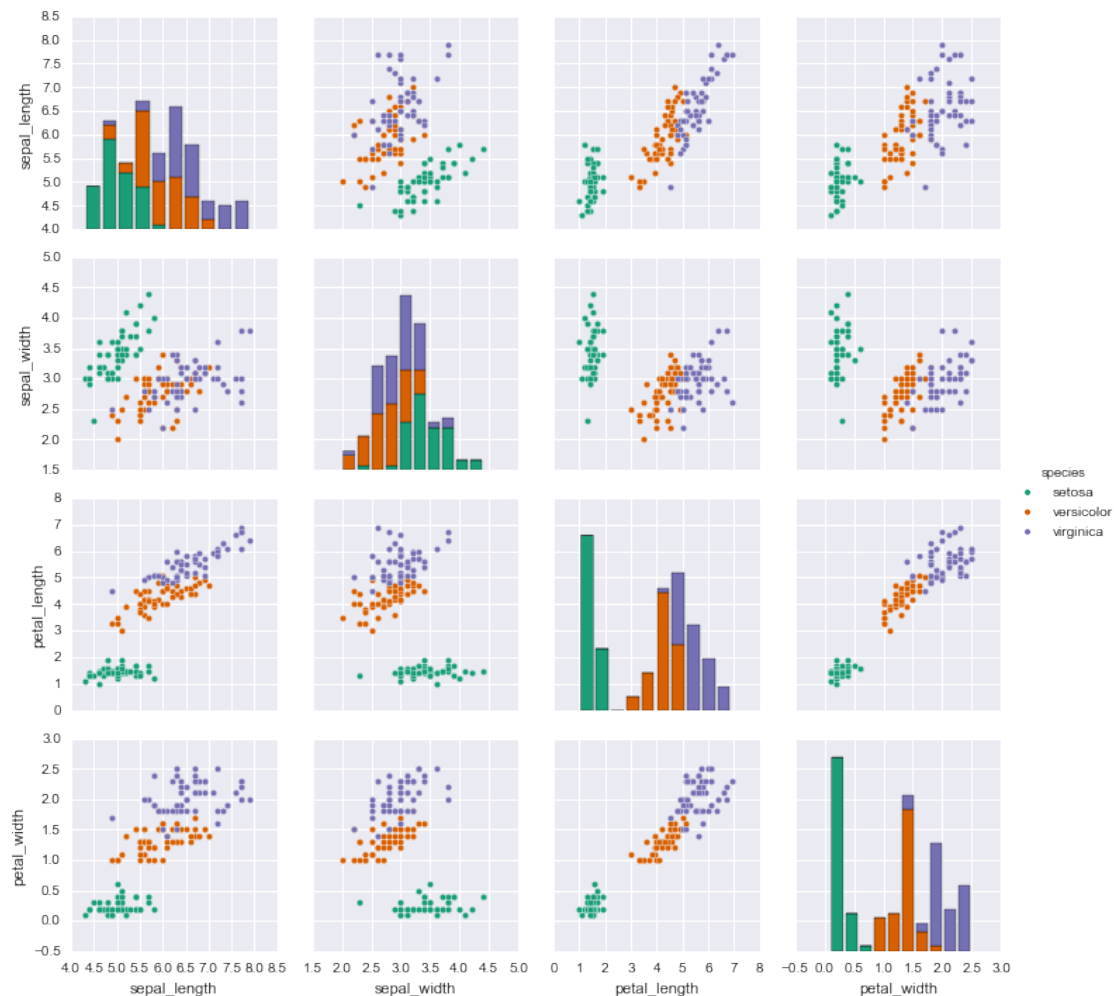 8.5
8.0
7.5
7.0
6.5
6.0
5.5
5.0
4.5
4.0
sepal_length
5.0
4.5
4.0
3.5
3.0
2.5
2.0
1.5
sepal_width
species
setosa
versicolor
virginica
8
7
6
5
4
3
2
1
0
petal_length
3.0
2.5
2.0
1.5
1.0
0.5
0.0
−0.5
petal_width
4.0 4.5 5.0 5.5 6.0 6.5 7.0 7.5 8.0 8.5
sepal_length
1.5 2.0 2.5 3.0 3.5 4.0 4.5 5.0
sepal_width
0 1 2 3 4 5 6 7 8
petal_length
−0.5 0.0 0.5 1.0 1.5 2.0 2.5 3.0
petal_width